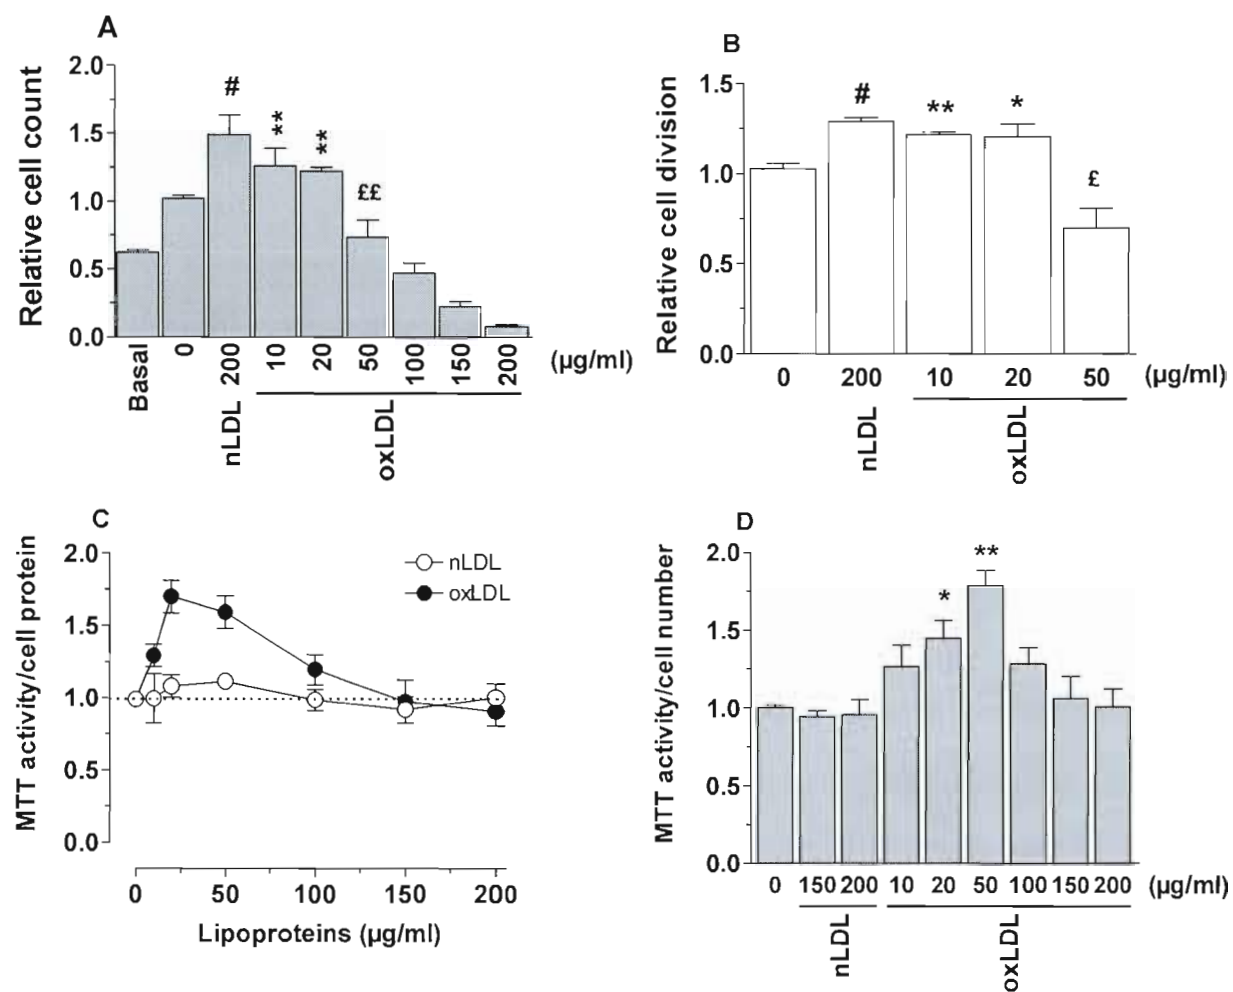 A
Relative cell count
2.0
1.5
1.0
0.5
0.0
#
**
**
££
Basal
0
200
10
20
50
100
150
200
(µg/ml)
nLDL
oxLDL
B
Relative cell division
1.5
1.0
0.5
0.0
#
**
*
£
0
200
10
20
50
(µg/ml)
nLDL
oxLDL
C
MTT activity/cell protein
2.0
1.5
1.0
0.5
0.0
nLDL
oxLDL
0
50
100
150
200
Lipoproteins (µg/ml)
D
MTT activity/cell number
2.0
1.5
1.0
0.5
0.0
*
**
0
150
200
10
20
50
100
150
200
(µg/ml)
nLDL
oxLDL